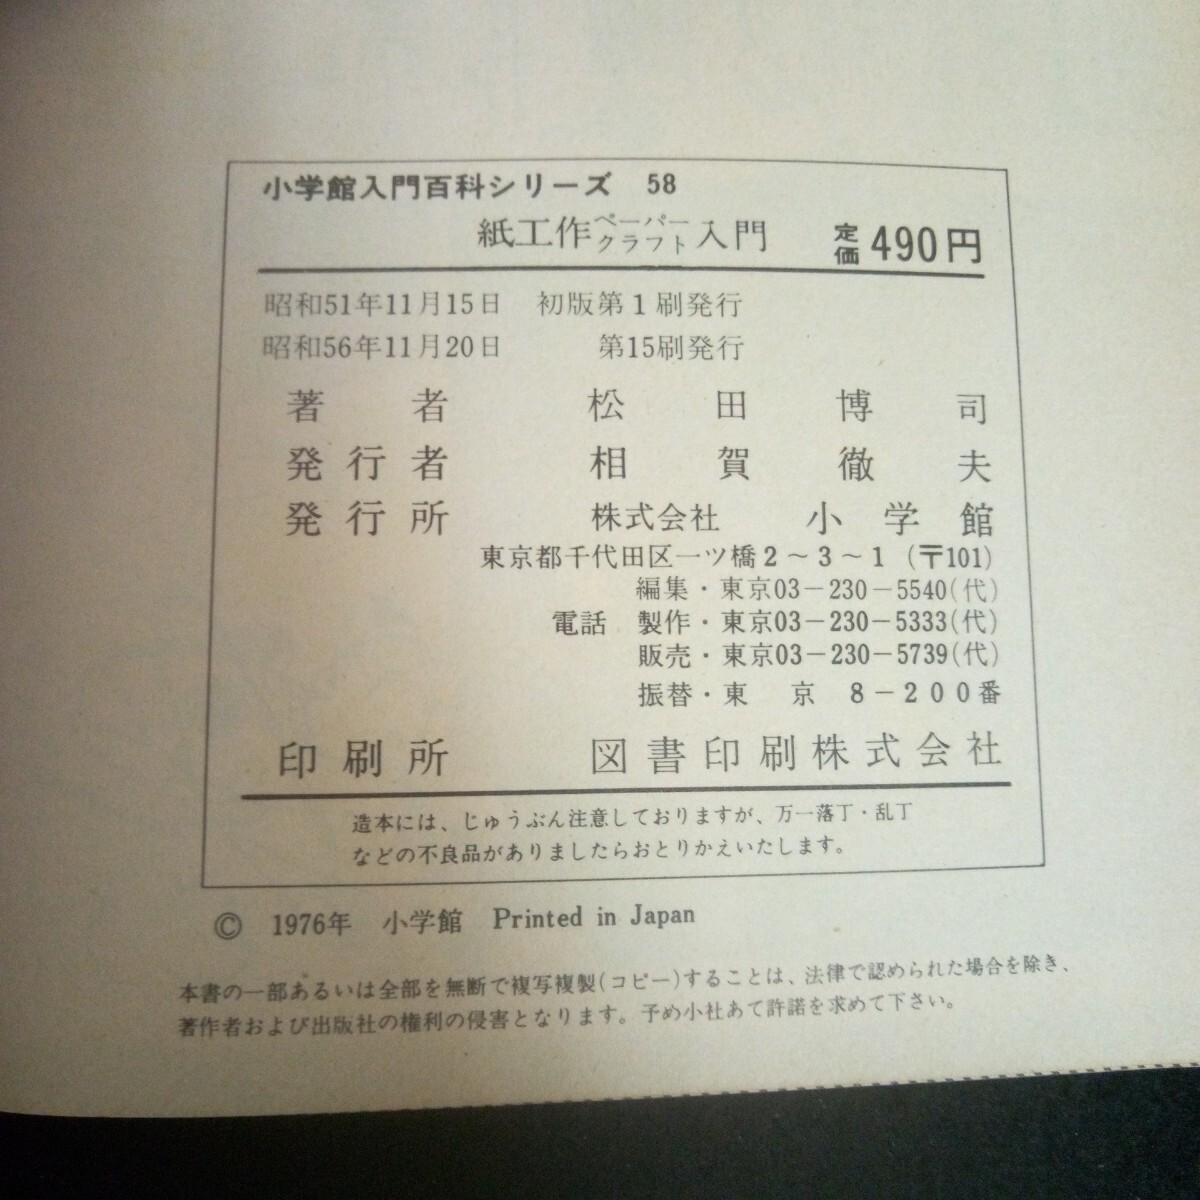 小学館入門百科シリーズ 58
紙工作ペーパークラフト入門 定価490円
昭和51年11月15日 初版第1刷発行
昭和56年11月20日 第15刷発行
著者 松田博司
発行者 相賀徹夫
発行所 株式会社 小学館
東京都千代田区一ツ橋2〜3〜1(〒101)
編集・東京03-230-5540(代)
電話 製作・東京03-230-5333(代)
販売・東京03-230-5739(代)
振替・東京 8-200番
印刷所 図書印刷株式会社
造本には、じゅうぶん注意しておりますが、万一落丁・乱丁
などの不良品がありましたらおとりかえいたします。
© 1976年 小学館 Printed in Japan
本書の一部あるいは全部を無断で複写複製(コピー)することは、法律で認められた場合を除き、
著作者および出版社の権利の侵害となります。予め小社あて許諾を求めて下さい。